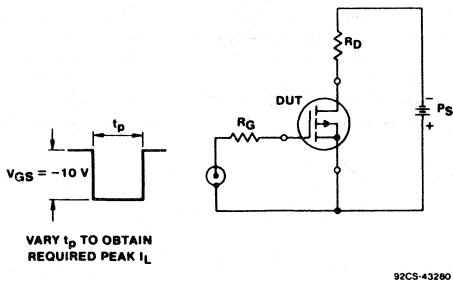 tp
VGS = -10 V
VARY tp TO OBTAIN
REQUIRED PEAK IL
RD
DUT
RG
-
PS
+
92CS-43280